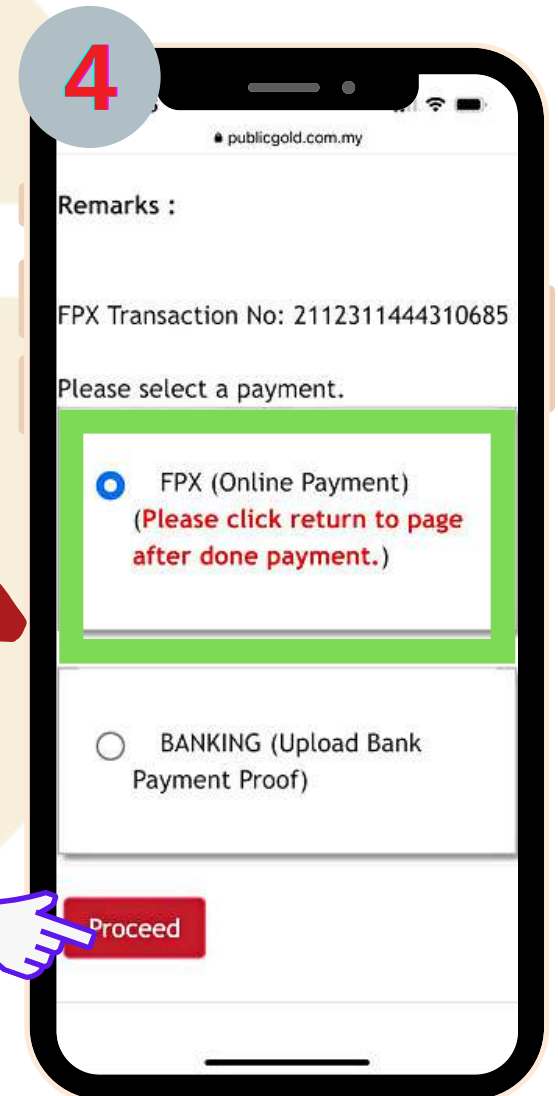 4
publicgold.com.my
Remarks :
FPX Transaction No: 2112311444310685
Please select a payment.
FPX (Online Payment)
(Please click return to page
after done payment.)
BANKING (Upload Bank
Payment Proof)
Proceed